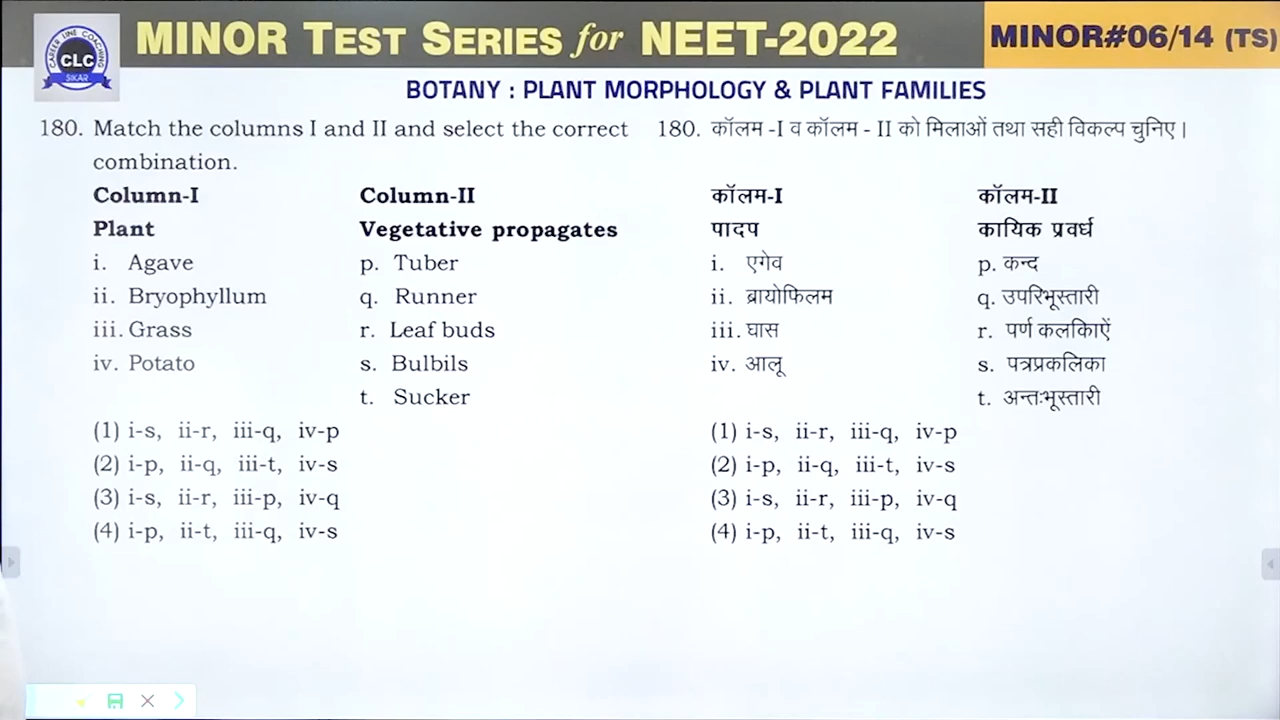 CAREER LINE COACHING
CLC
SIKAR
MINOR TEST SERIES for NEET-2022
MINOR#06/14 (TS)
BOTANY : PLANT MORPHOLOGY & PLANT FAMILIES
180. Match the columns I and II and select the correct
combination.
Column-I Column-II
Plant Vegetative propagates
i. Agave p. Tuber
ii. Bryophyllum q. Runner
iii. Grass r. Leaf buds
iv. Potato s. Bulbils
t. Sucker
(1) i-s, ii-r, iii-q, iv-p
(2) i-p, ii-q, iii-t, iv-s
(3) i-s, ii-r, iii-p, iv-q
(4) i-p, ii-t, iii-q, iv-s
180. कॉलम -I व कॉलम - II को मिलाओं तथा सही विकल्प चुनिए।
कॉलम-I कॉलम-II
पादप कायिक प्रवर्ध
i. एगेव p. कन्द
ii. ब्रायोफिलम q. उपरिभूस्तारी
iii. घास r. पर्ण कलिकाऐं
iv. आलू s. पत्रप्रकलिका
t. अन्तःभूस्तारी
(1) i-s, ii-r, iii-q, iv-p
(2) i-p, ii-q, iii-t, iv-s
(3) i-s, ii-r, iii-p, iv-q
(4) i-p, ii-t, iii-q, iv-s